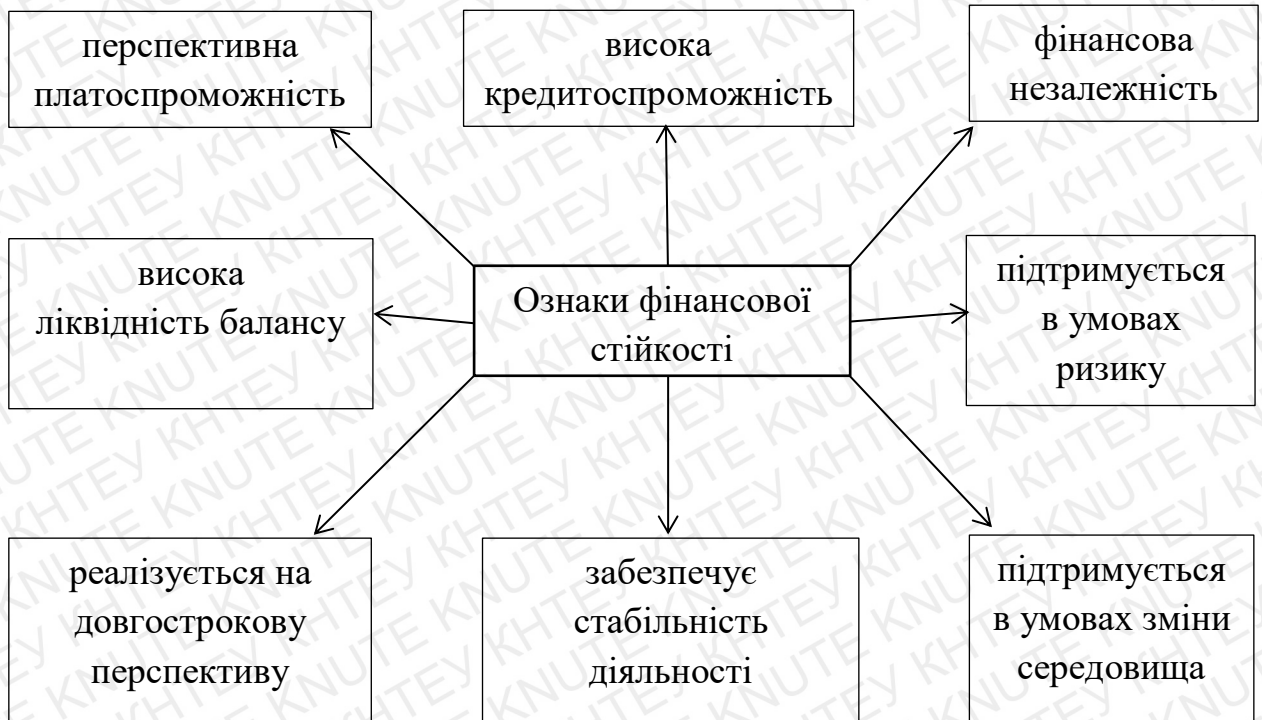 перспективна
платоспроможність
висока
кредитоспроможність
фінансова
незалежність
висока
ліквідність балансу
Ознаки фінансової
стійкості
підтримується
в умовах
ризику
реалізується на
довгострокову
перспективу
забезпечує
стабільність
діяльності
підтримується
в умовах зміни
середовища